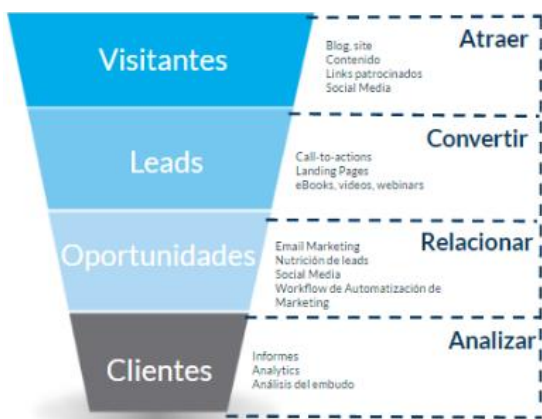 Visitantes
Atraer
Blog, site
Contenido
Links patrocinados
Social Media
Leads
Convertir
Call-to-actions
Landing Pages
eBooks, videos, webinars
Oportunidades
Relacionar
Email Marketing
Nutrición de leads
Social Media
Workflow de Automatización de
Marketing
Clientes
Analizar
Informes
Analytics
Análisis del embudo